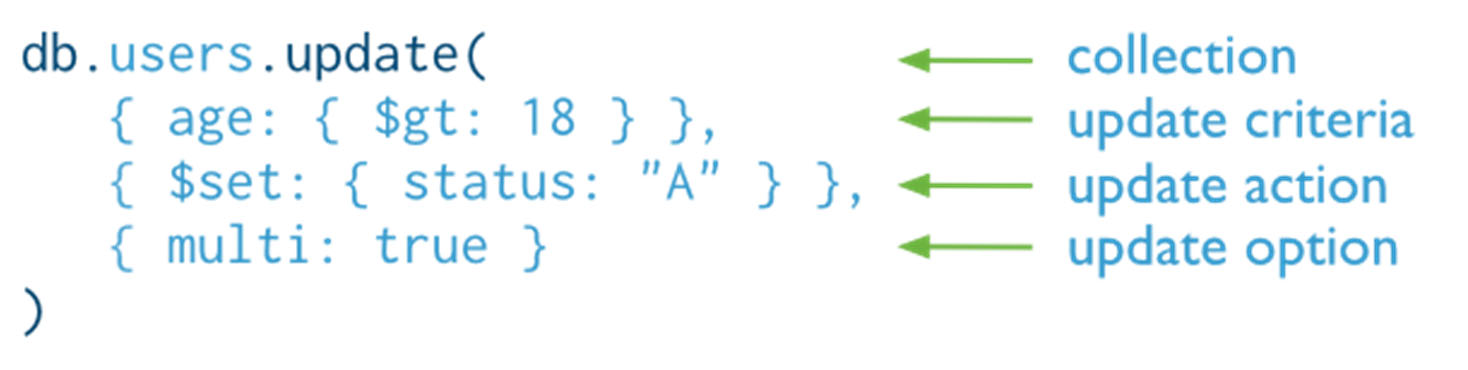 db.users.update( collection
{ age: { $gt: 18 } }, update criteria
{ $set: { status: "A" } }, update action
{ multi: true } update option
)